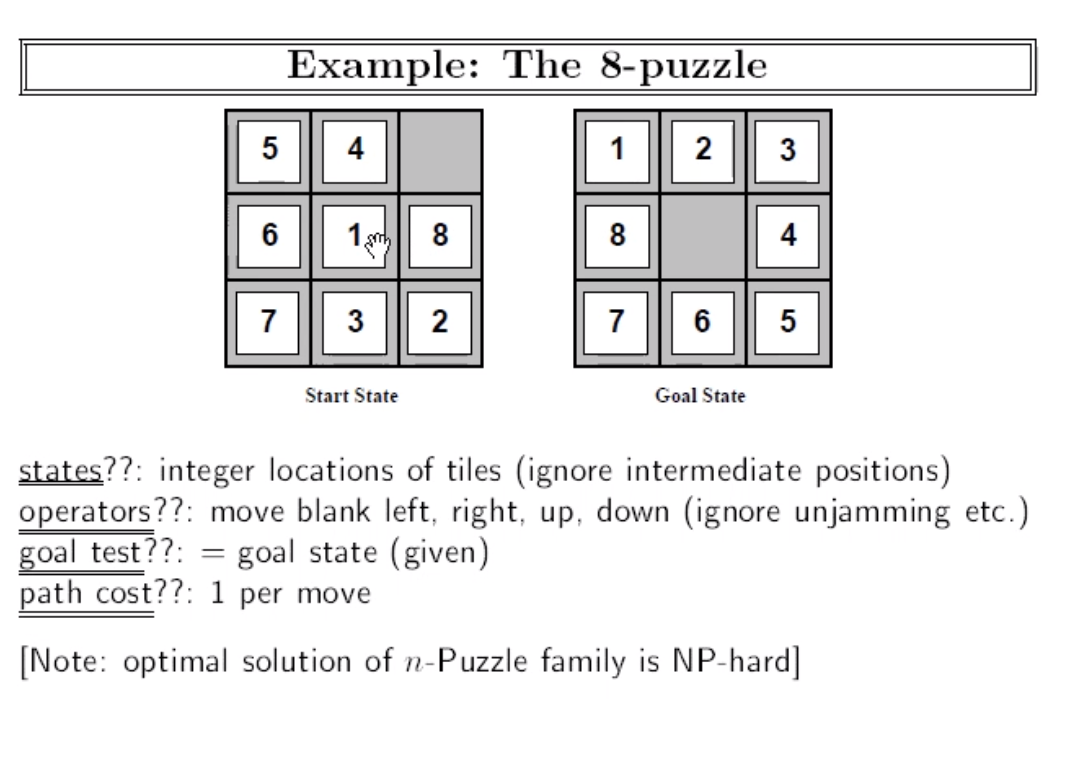 Example: The 8-puzzle
5 4
6 1 8
7 3 2
Start State
1 2 3
8 4
7 6 5
Goal State
states??: integer locations of tiles (ignore intermediate positions)
operators??: move blank left, right, up, down (ignore unjamming etc.)
goal test??: = goal state (given)
path cost??: 1 per move
[Note: optimal solution of n-Puzzle family is NP-hard]